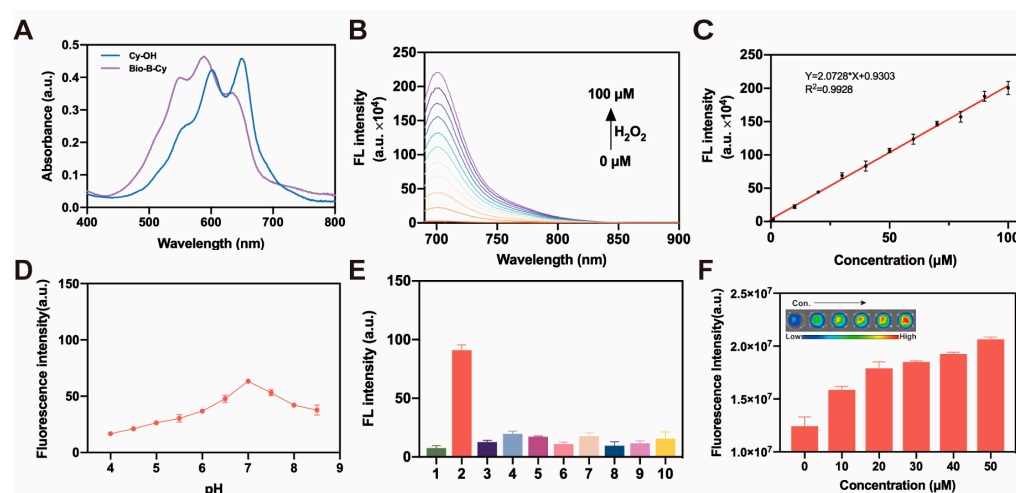 A
Absorbance (a.u.)
0.5
0.4
0.3
0.2
0.1
0.0
Cy-OH
Bio-B-Cy
400 500 600 700 800
Wavelength (nm)
B
FL intensity
(a.u. ×10⁴)
250
200
150
100
50
0
100 μM
H₂O₂
0 μM
700 750 800 850 900
Wavelength (nm)
C
FL intensity
(a.u. ×10⁴)
250
200
150
100
50
0
Y=2.0728*X+0.9303
R²=0.9928
0 50 100
Concentration (μM)
D
Fluorescence intensity(a.u.)
150
100
50
0
4 5 6 7 8 9
pH
E
FL intensity (a.u.)
150
100
50
0
1 2 3 4 5 6 7 8 9 10
F
Fluorescence Intensity(a.u.)
2.5×10⁷
2.0×10⁷
1.5×10⁷
1.0×10⁷
Con.
Low High
0 10 20 30 40 50
Concentration (μM)